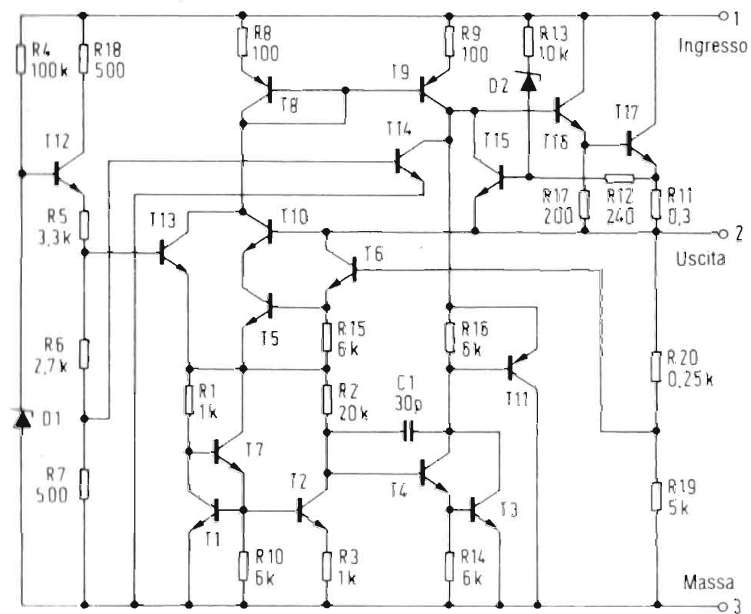 1
Ingresso
R4
100k
R18
500
R8
100
R9
100
R13
10k
T8
T9
D2
T12
T14
T15
T16
T17
R17
200
R12
240
R11
0,3
R5
3,3k
T13
T10
T6
2
Uscita
T5
R15
6k
R16
6k
T11
R20
0,25k
R6
2,7k
D1
R1
1k
R2
20k
C1
30p
R7
500
T7
T2
T4
T3
R19
5k
T1
R10
6k
R3
1k
R14
6k
Massa
3